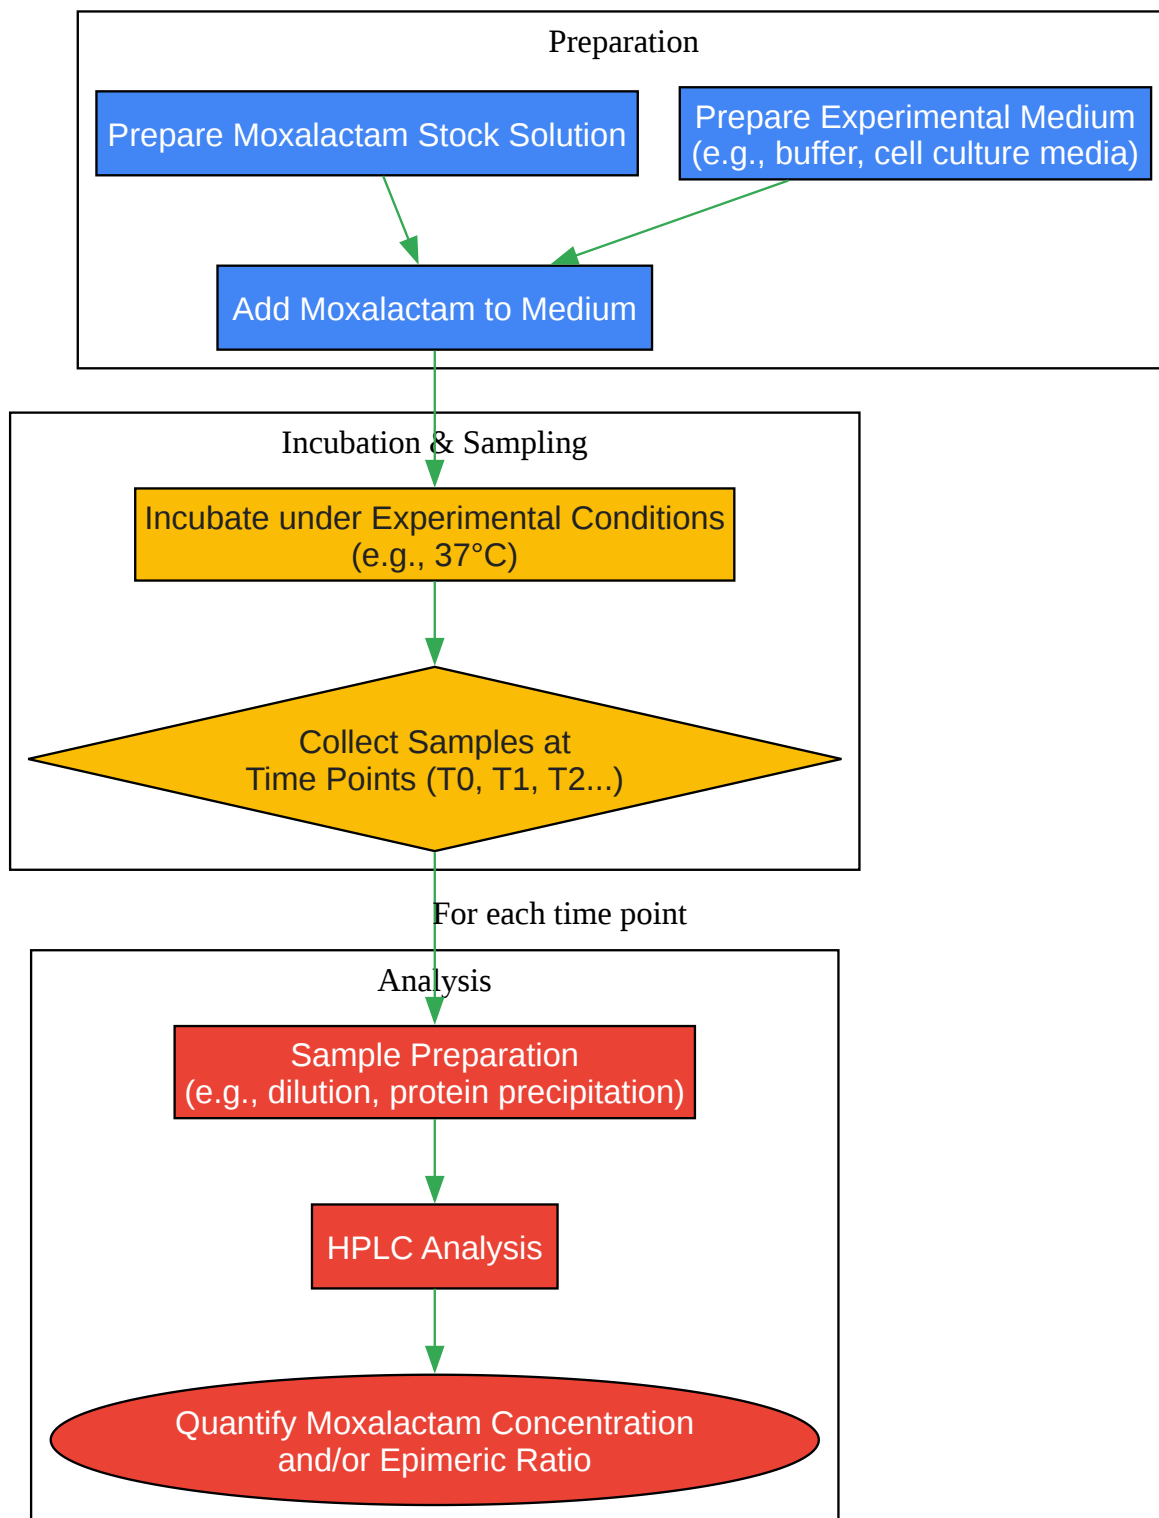 Preparation
Prepare Moxalactam Stock Solution
Prepare Experimental Medium
(e.g., buffer, cell culture media)
Add Moxalactam to Medium
Incubation & Sampling
Incubate under Experimental Conditions
(e.g., 37°C)
Collect Samples at
Time Points (T0, T1, T2...)
For each time point
Analysis
Sample Preparation
(e.g., dilution, protein precipitation)
HPLC Analysis
Quantify Moxalactam Concentration
and/or Epimeric Ratio